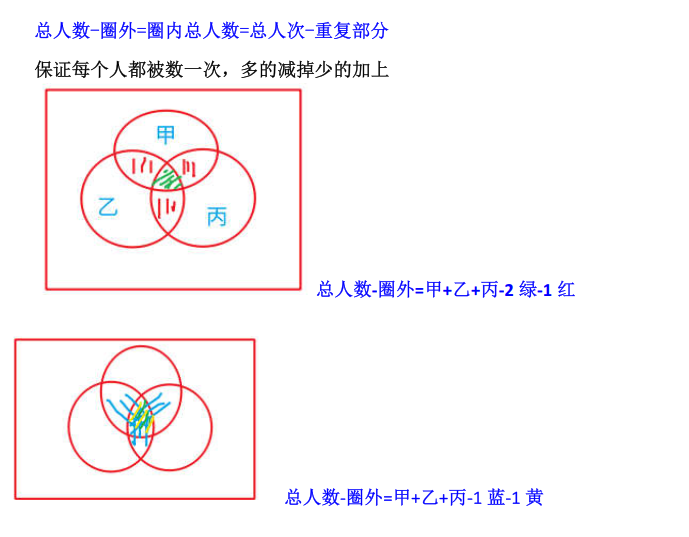 总人数-圈外=圈内总人数=总人次-重复部分
保证每个人都被数一次，多的减掉少的加上
甲
乙
丙
总人数-圈外=甲+乙+丙-2 绿-1 红
总人数-圈外=甲+乙+丙-1 蓝-1 黄